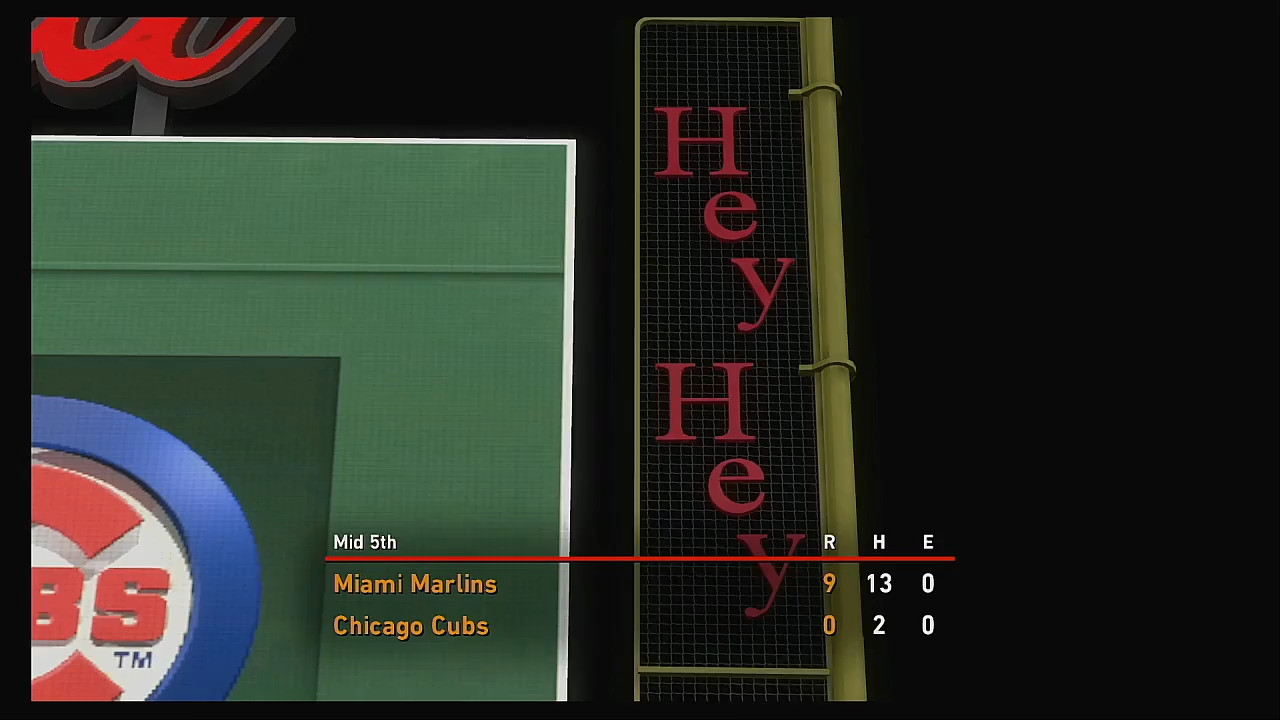 Hey
Hey
BS
TM
Mid 5th R H E
Miami Marlins 9 13 0
Chicago Cubs 0 2 0